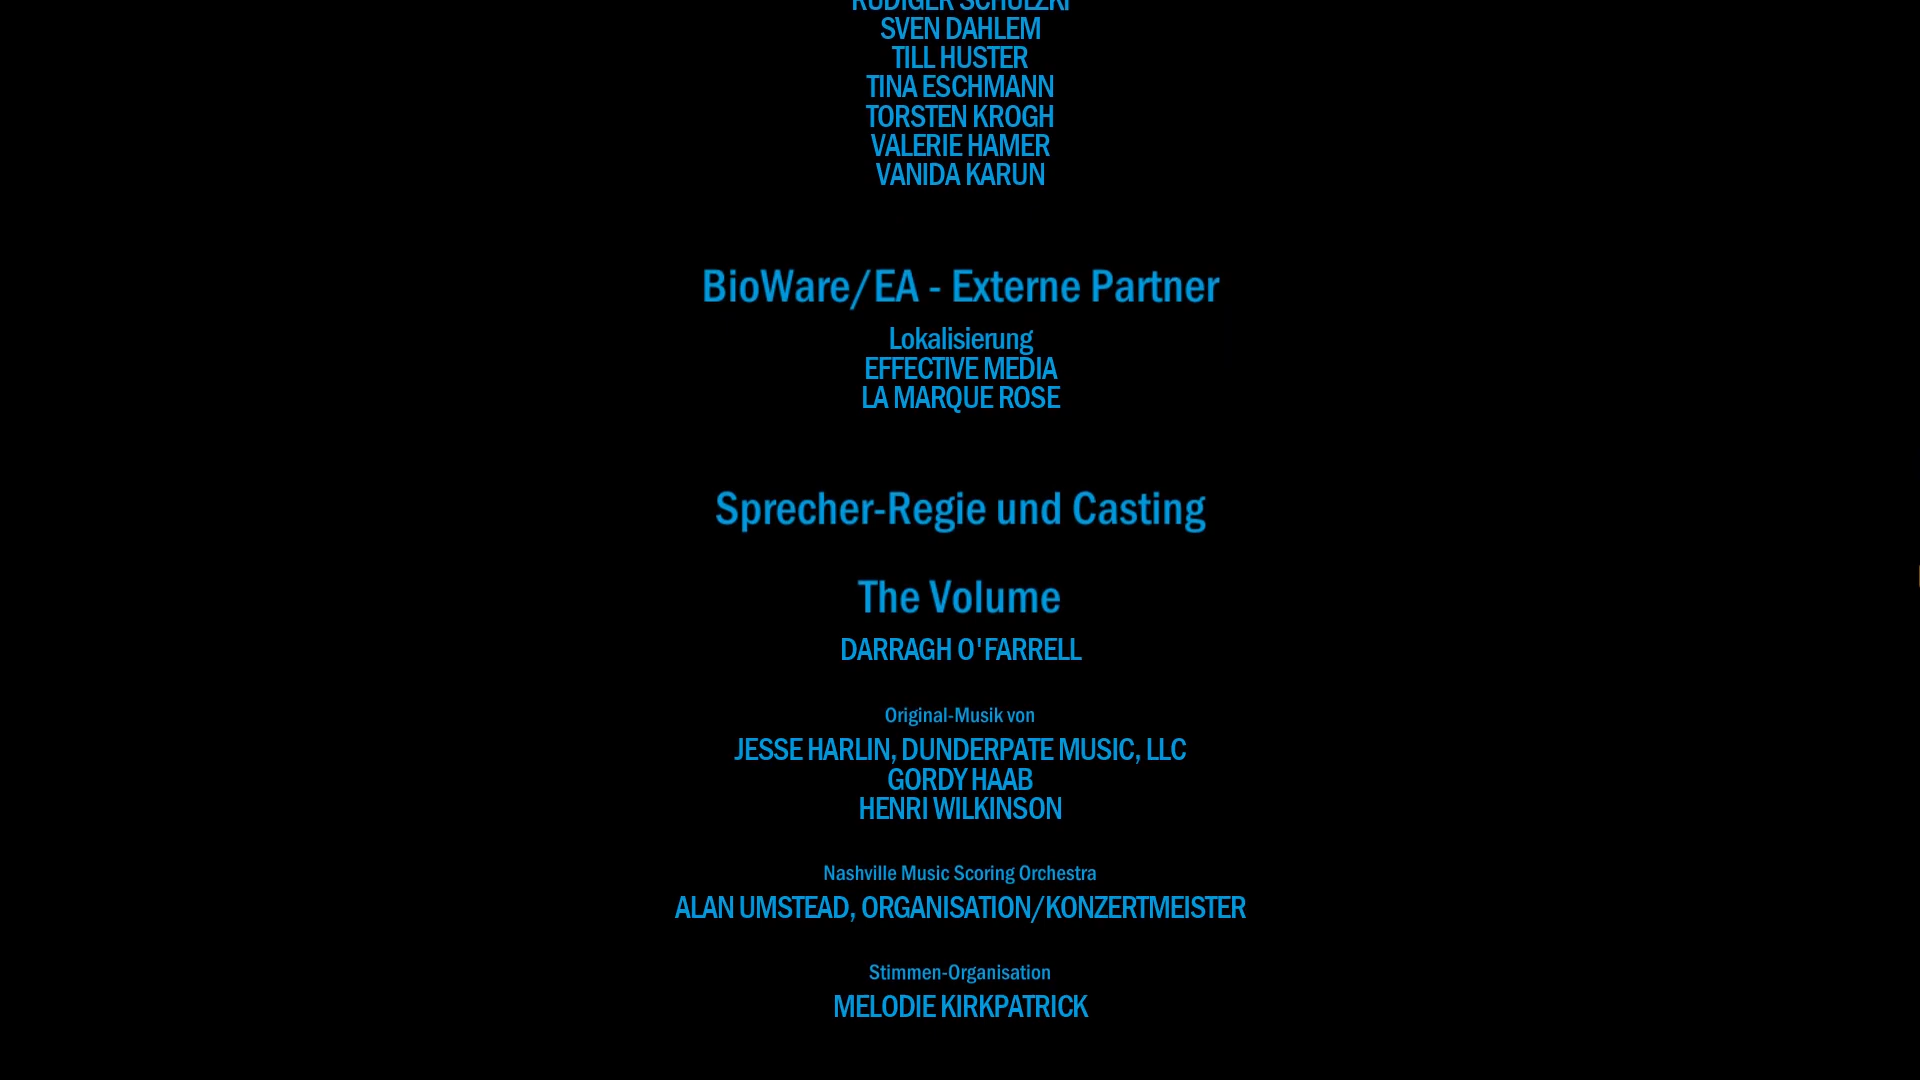 RÜDIGER SCHULZKI
SVEN DAHLEM
TILL HUSTER
TINA ESCHMANN
TORSTEN KROGH
VALERIE HAMER
VANIDA KARUN
BioWare/EA - Externe Partner
Lokalisierung
EFFECTIVE MEDIA
LA MARQUE ROSE
Sprecher-Regie und Casting
The Volume
DARRAGH O'FARRELL
Original-Musik von
JESSE HARLIN, DUNDERPATE MUSIC, LLC
GORDY HAAB
HENRI WILKINSON
Nashville Music Scoring Orchestra
ALAN UMSTEAD, ORGANISATION/KONZERTMEISTER
Stimmen-Organisation
MELODIE KIRKPATRICK